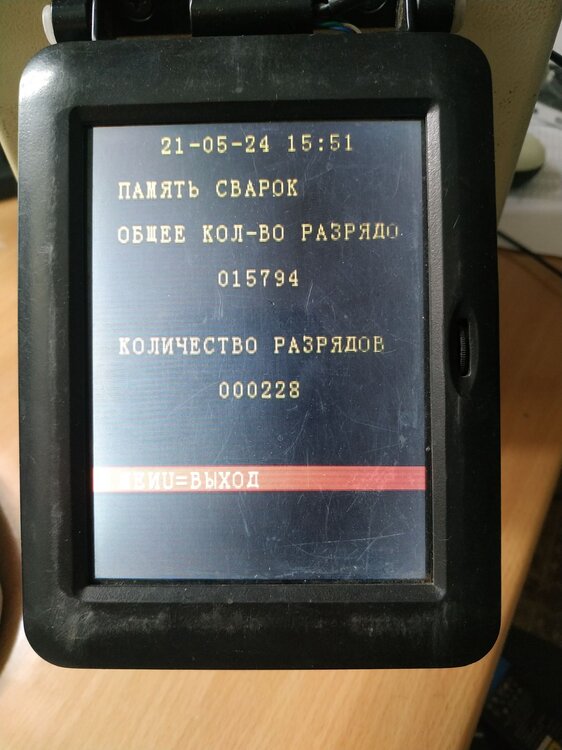 21-05-24 15:51
ПАМЯТЬ СВАРОК
ОБЩЕЕ КОЛ-ВО РАЗРЯДО
015794
КОЛИЧЕСТВО РАЗРЯДОВ
000228
MENU=ВЫХОД